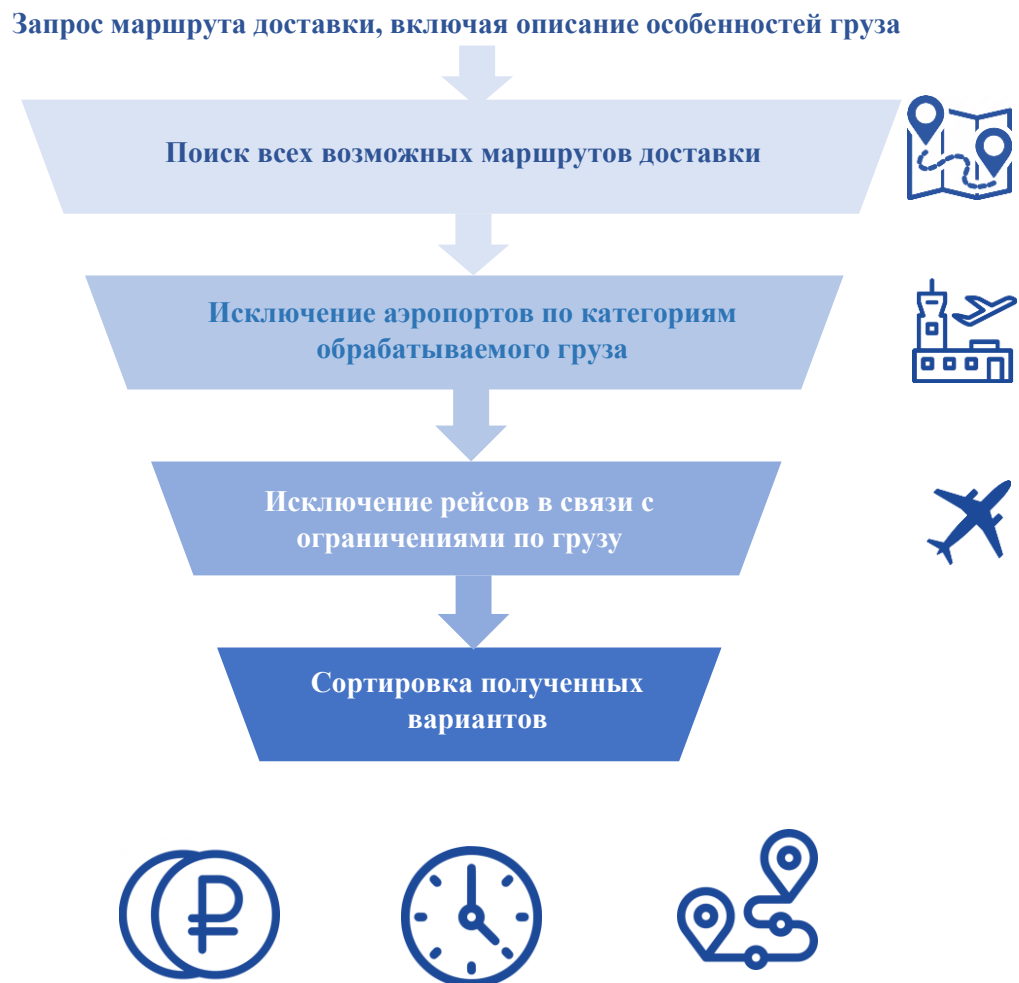 Запрос маршрута доставки, включая описание особенностей груза
Поиск всех возможных маршрутов доставки
Исключение аэропортов по категориям
обрабатываемого груза
Исключение рейсов в связи с
ограничениями по грузу
Сортировка полученных
вариантов